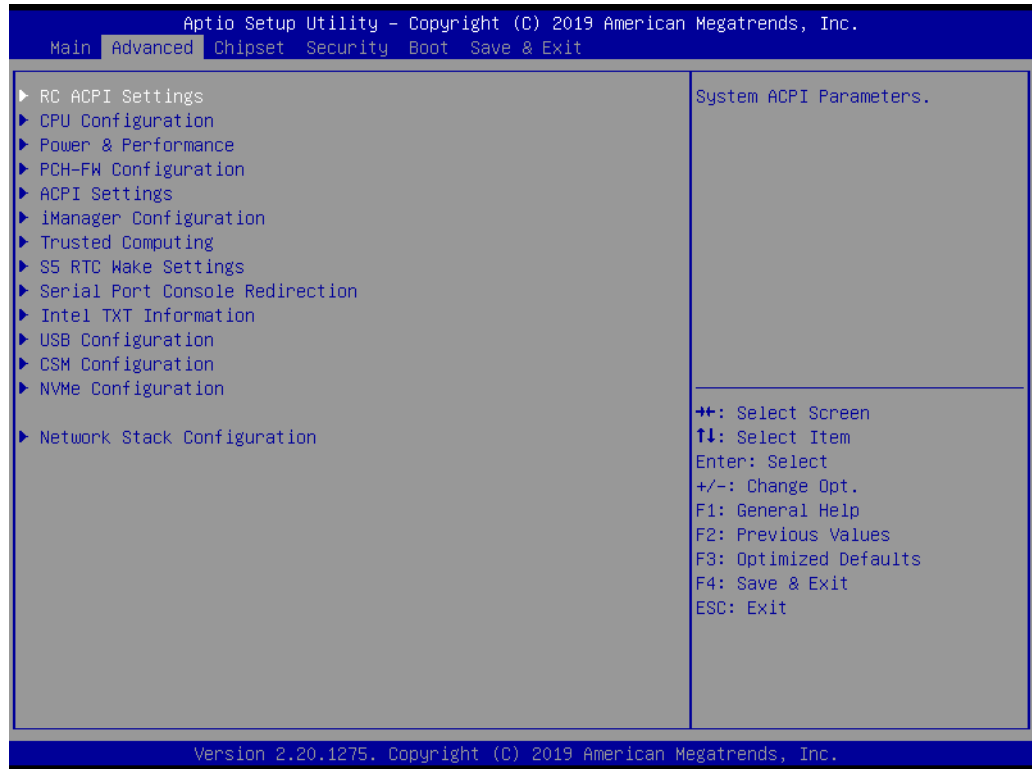 Aptio Setup Utility – Copyright (C) 2019 American Megatrends, Inc.
Main Advanced Chipset Security Boot Save & Exit
▶ RC ACPI Settings
▶ CPU Configuration
▶ Power & Performance
▶ PCH-FW Configuration
▶ ACPI Settings
▶ iManager Configuration
▶ Trusted Computing
▶ S5 RTC Wake Settings
▶ Serial Port Console Redirection
▶ Intel TXT Information
▶ USB Configuration
▶ CSM Configuration
▶ NVMe Configuration
▶ Network Stack Configuration
System ACPI Parameters.
→←: Select Screen
↑↓: Select Item
Enter: Select
+/-: Change Opt.
F1: General Help
F2: Previous Values
F3: Optimized Defaults
F4: Save & Exit
ESC: Exit
Version 2.20.1275. Copyright (C) 2019 American Megatrends, Inc.